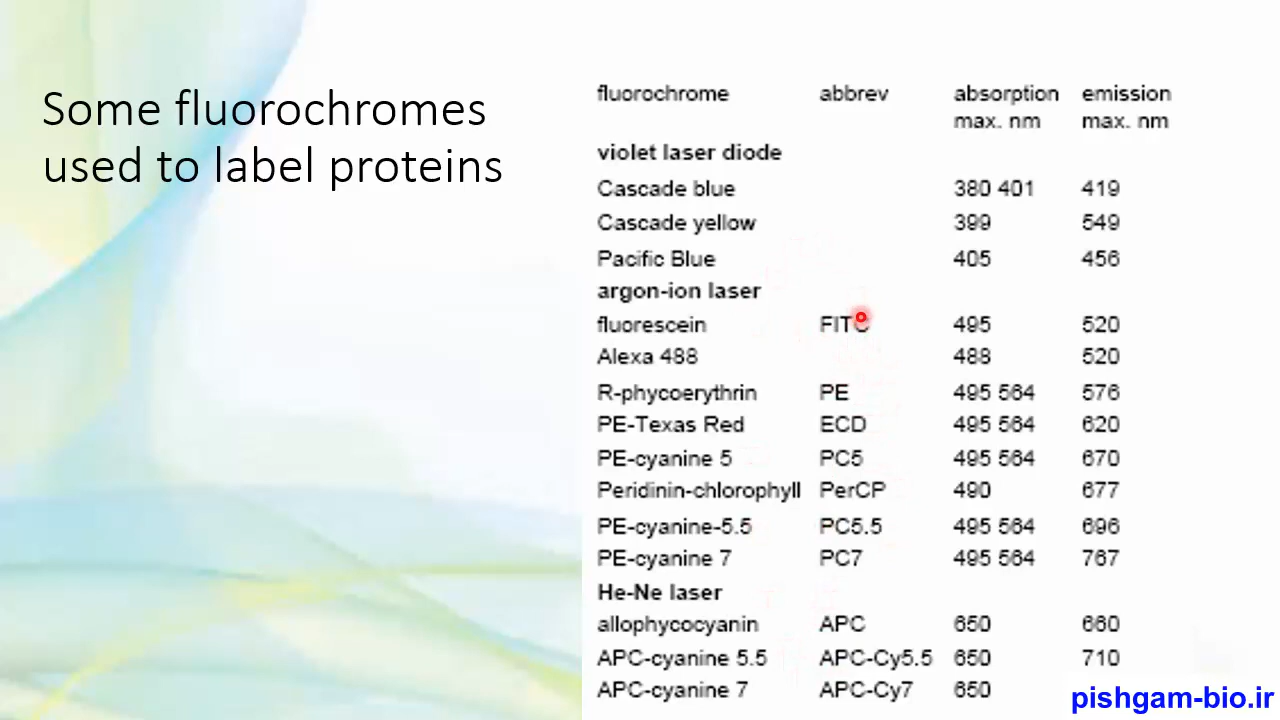 Some fluorochromes
used to label proteins
fluorochrome abbrev absorption max. nm emission max. nm
violet laser diode
Cascade blue 380 401 419
Cascade yellow 399 549
Pacific Blue 405 456
argon-ion laser
fluorescein FITC 495 520
Alexa 488 488 520
R-phycoerythrin PE 495 564 576
PE-Texas Red ECD 495 564 620
PE-cyanine 5 PC5 495 564 670
Peridinin-chlorophyll PerCP 490 677
PE-cyanine-5.5 PC5.5 495 564 696
PE-cyanine 7 PC7 495 564 767
He-Ne laser
allophycocyanin APC 650 660
APC-cyanine 5.5 APC-Cy5.5 650 710
APC-cyanine 7 APC-Cy7 650
pishgam-bio.ir